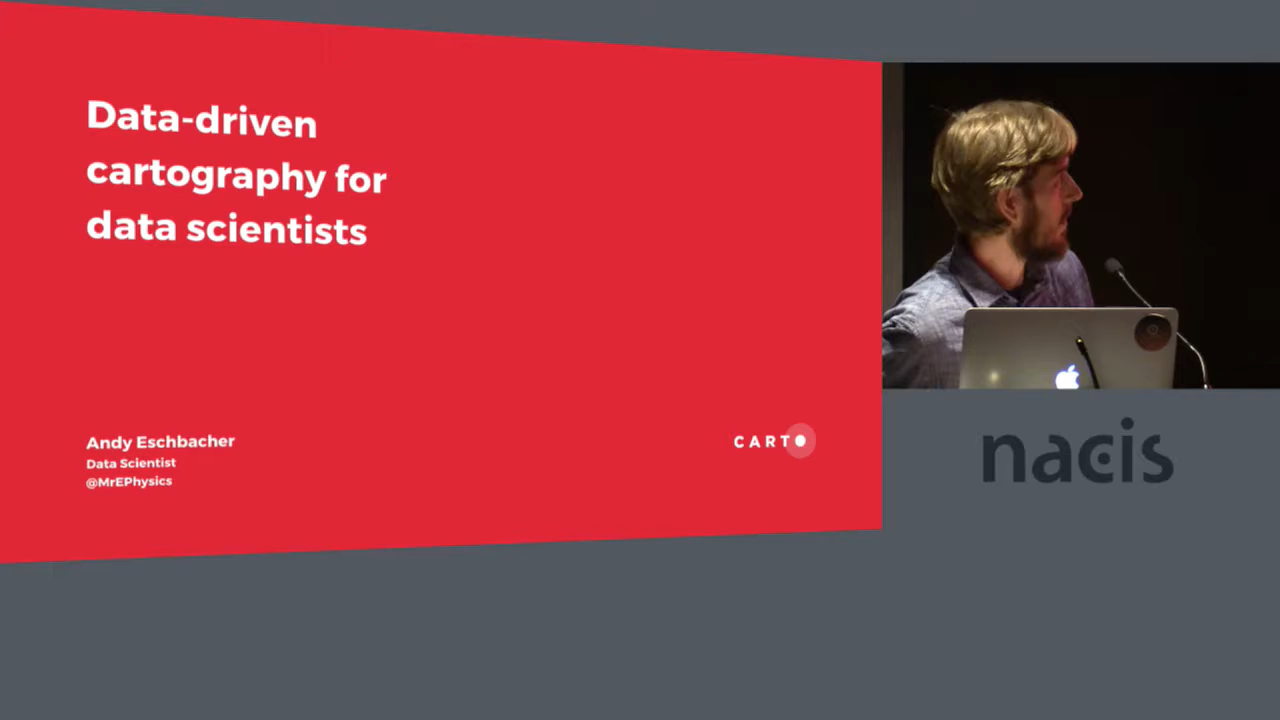 Data-driven
cartography for
data scientists
Andy Eschbacher
Data Scientist
@MrEPhysics
CARTO
nacis